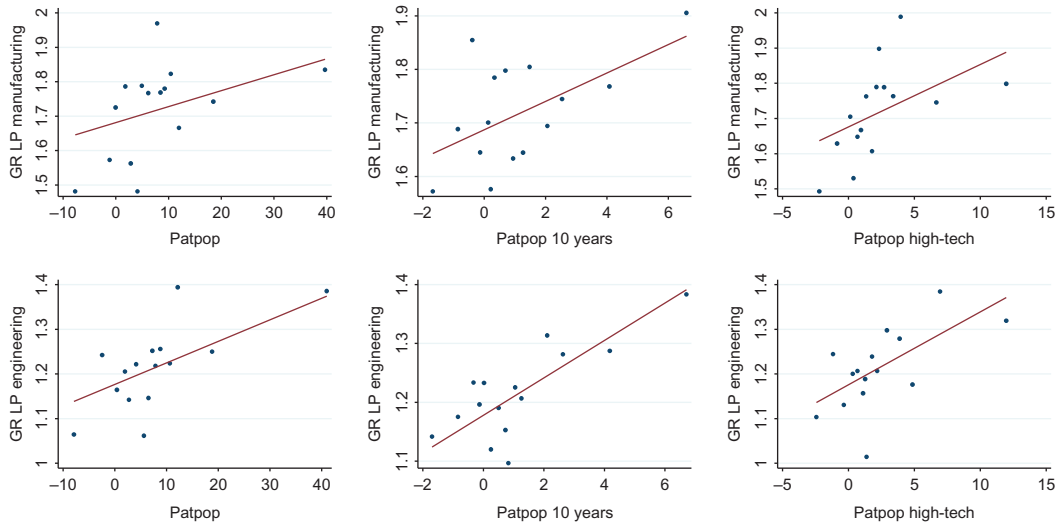 GR LP manufacturing
2
1.9
1.8
1.7
1.6
1.5
–10 0 10 20 30 40
Patpop
GR LP manufacturing
1.9
1.8
1.7
1.6
–2 0 2 4 6
Patpop 10 years
GR LP manufacturing
2
1.9
1.8
1.7
1.6
1.5
–5 0 5 10 15
Patpop high-tech
GR LP engineering
1.4
1.3
1.2
1.1
1
–10 0 10 20 30 40
Patpop
GR LP engineering
1.4
1.3
1.2
1.1
–2 0 2 4 6
Patpop 10 years
GR LP engineering
1.4
1.3
1.2
1.1
1
–5 0 5 10 15
Patpop high-tech